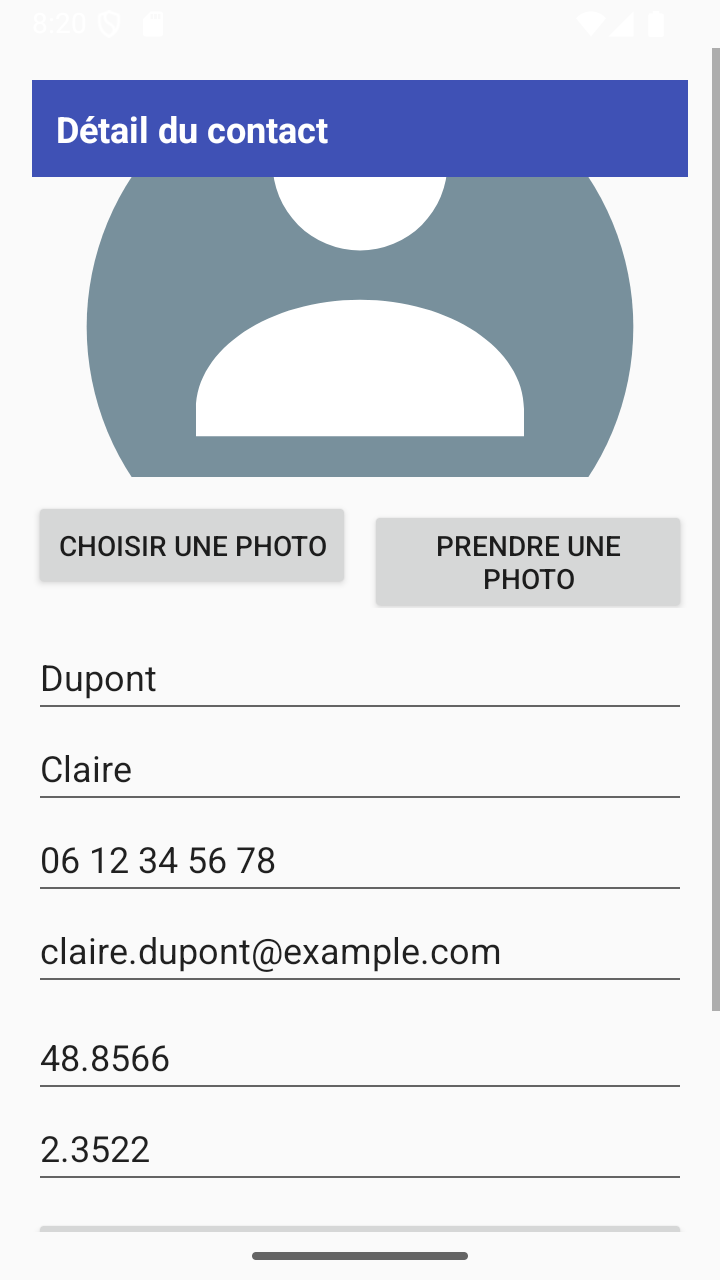 8:20
Détail du contact
CHOISIR UNE PHOTO
PRENDRE UNE
PHOTO
Dupont
Claire
06 12 34 56 78
claire.dupont@example.com
48.8566
2.3522